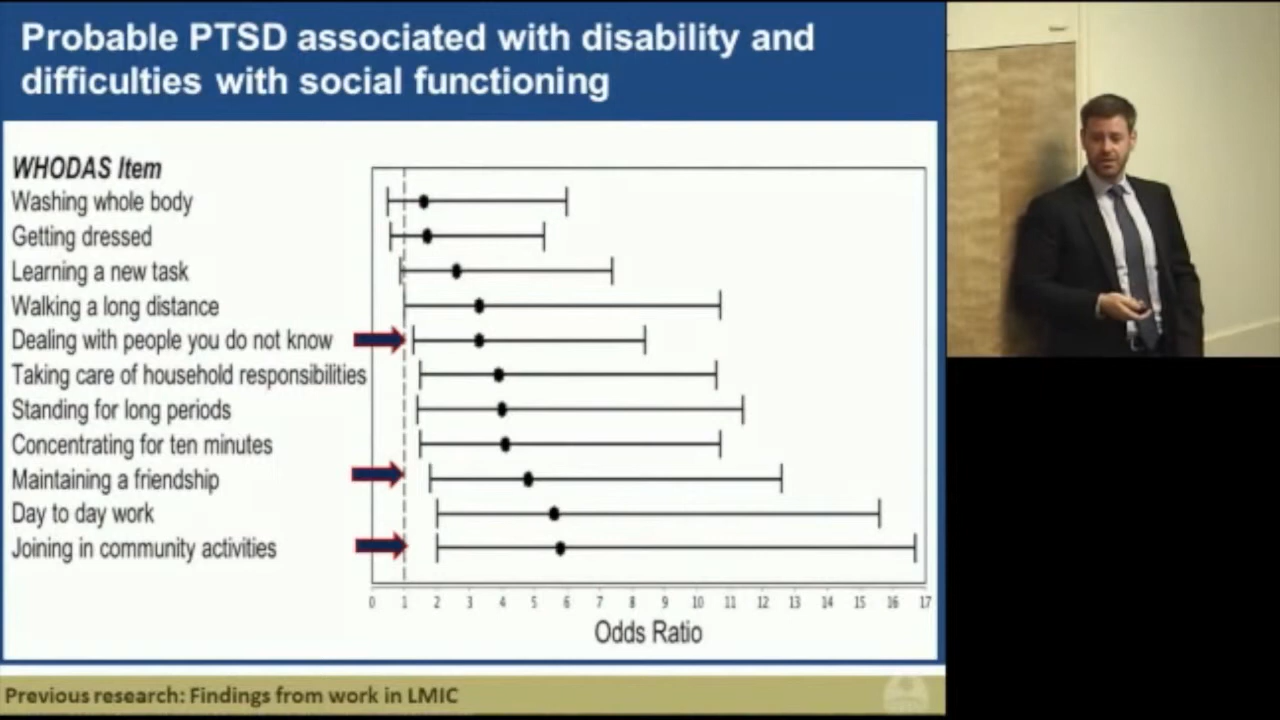 Probable PTSD associated with disability and
difficulties with social functioning
WHODAS Item
Washing whole body
Getting dressed
Learning a new task
Walking a long distance
Dealing with people you do not know
Taking care of household responsibilities
Standing for long periods
Concentrating for ten minutes
Maintaining a friendship
Day to day work
Joining in community activities
0 1 2 3 4 5 6 7 8 9 10 11 12 13 14 15 16 17
Odds Ratio
Previous research: Findings from work in LMIC